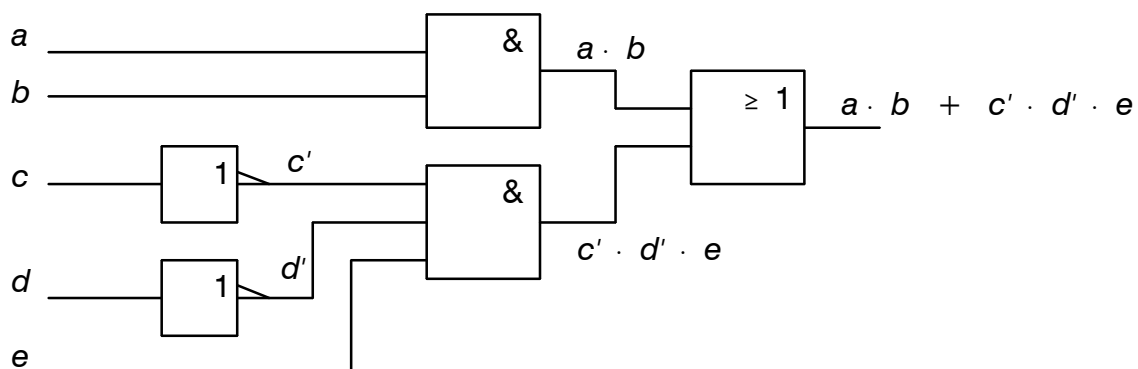 a
&
a · b
b
≥ 1
a · b + c' · d' · e
c
1
c'
&
c' · d' · e
d
1
d'
e